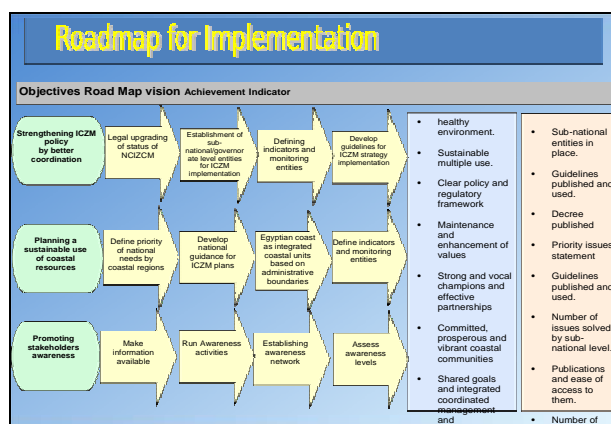 Roadmap for Implementation
Objectives Road Map vision Achievement Indicator
Strengthening ICZM
policy
by better
coordination
Legal upgrading
of status of
NCIZCM
Establishment of
sub-
national/governor
ate level entities
for ICZM
implementation
Defining
indicators and
monitoring
entities
Develop
guidelines for
ICZM strategy
implementation
Planning a
sustainable use
of coastal
resources
Define priority of
national needs
by coastal regions
Develop
national
guidance for
ICZM plans
Egyptian coast
as integrated
coastal units
based on
administrative
boundaries
Define indicators
and monitoring
entities
Promoting
stakeholders
awareness
Make
information
available
Run Awareness
activities
Establishing
awareness
network
Assess
awareness
levels
healthy
environment.
• Sustainable
multiple use.
• Clear policy and
regulatory
framework
• Maintenance
and
enhancement of
values
• Strong and vocal
champions and
effective
partnerships
• Committed,
prosperous and
vibrant coastal
communities
• Shared goals
and integrated
coordinated
management and
and
• Sub-national
entities in
place.
• Guidelines
published and
used.
• Decree
published
• Priority issues
statement
• Guidelines
published and
used.
• Number of
issues solved
by sub-
national level.
• Publications
and ease of
access to
them.
• Number of